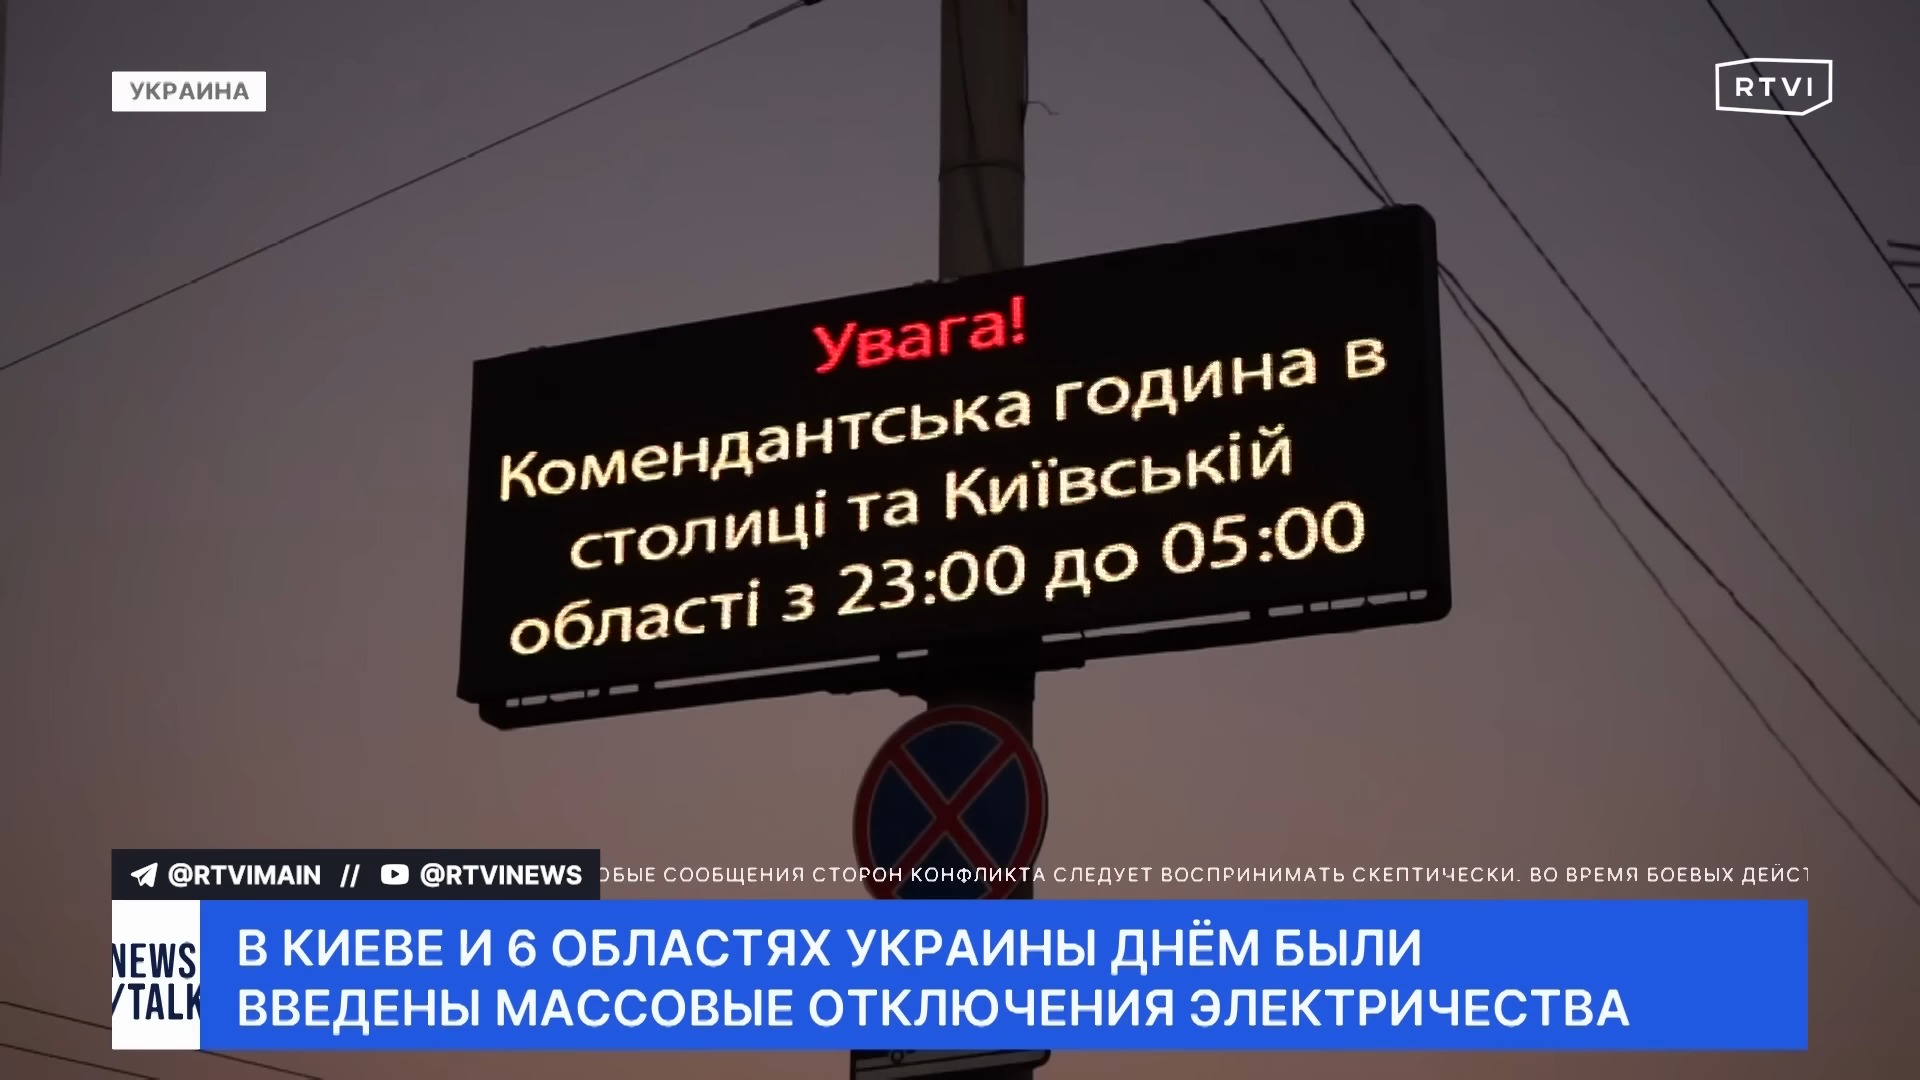 УКРАИНА
RTVI
Увага!
Комендантська година в
столиці та Київській
області з 23:00 до 05:00
@RTVIMAIN // @RTVINEWS
СООБЩЕНИЯ СТОРОН КОНФЛИКТА СЛЕДУЕТ ВОСПРИНИМАТЬ СКЕПТИЧЕСКИ. ВО ВРЕМЯ БОЕВЫХ
NEWS
/TALK
В КИЕВЕ И 6 ОБЛАСТЯХ УКРАИНЫ ДНЁМ БЫЛИ
ВВЕДЕНЫ МАССОВЫЕ ОТКЛЮЧЕНИЯ ЭЛЕКТРИЧЕСТВА